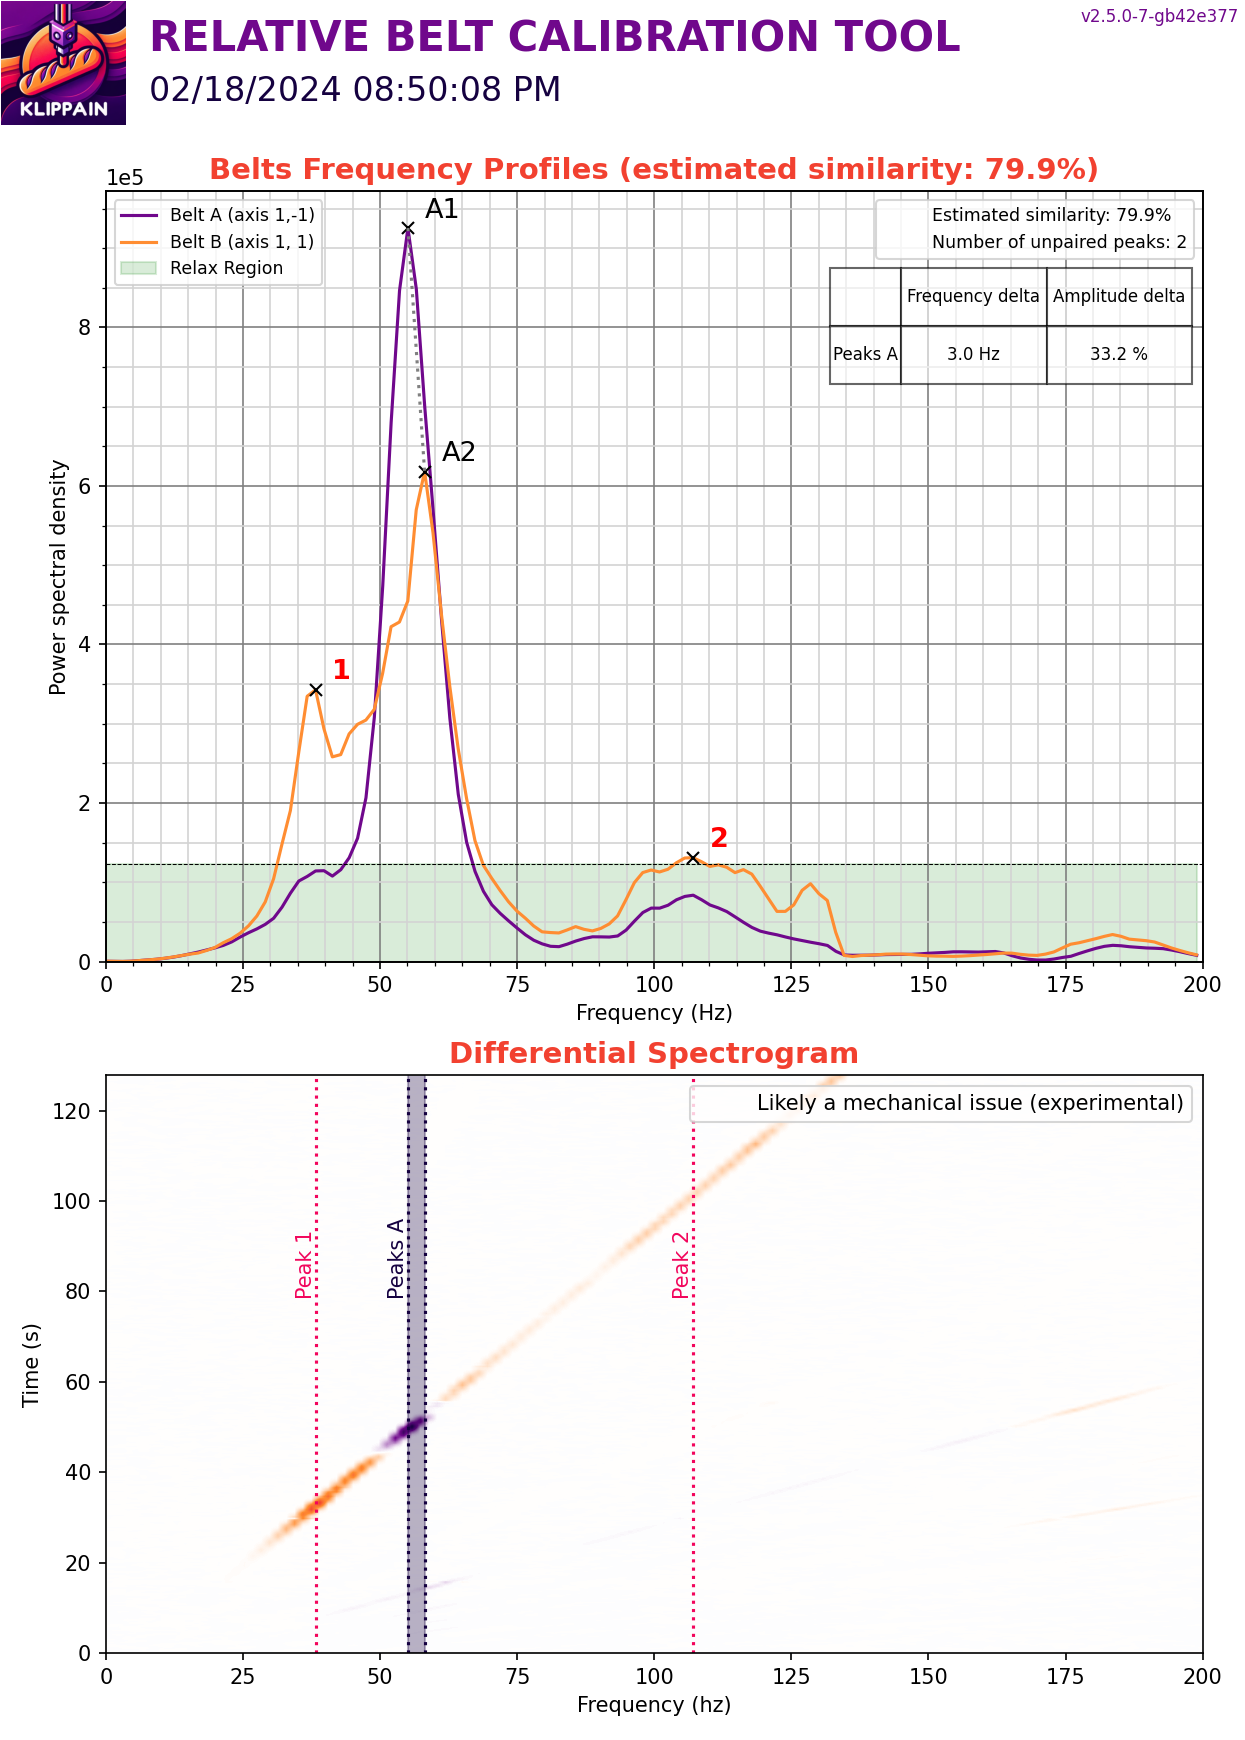 v2.5.0-7-gb42e377
KLIPPAIN
RELATIVE BELT CALIBRATION TOOL
02/18/2024 08:50:08 PM
Belts Frequency Profiles (estimated similarity: 79.9%)
1e5
Belt A (axis 1,-1)
Belt B (axis 1, 1)
Relax Region
Estimated similarity: 79.9%
Number of unpaired peaks: 2
Frequency delta Amplitude delta
Peaks A 3.0 Hz 33.2 %
A1
A2
1
2
Power spectral density
8
6
4
2
0
0 25 50 75 100 125 150 175 200
Frequency (Hz)
Differential Spectrogram
Likely a mechanical issue (experimental)
Peak 1
Peaks A
Peak 2
Time (s)
120
100
80
60
40
20
0
0 25 50 75 100 125 150 175 200
Frequency (hz)